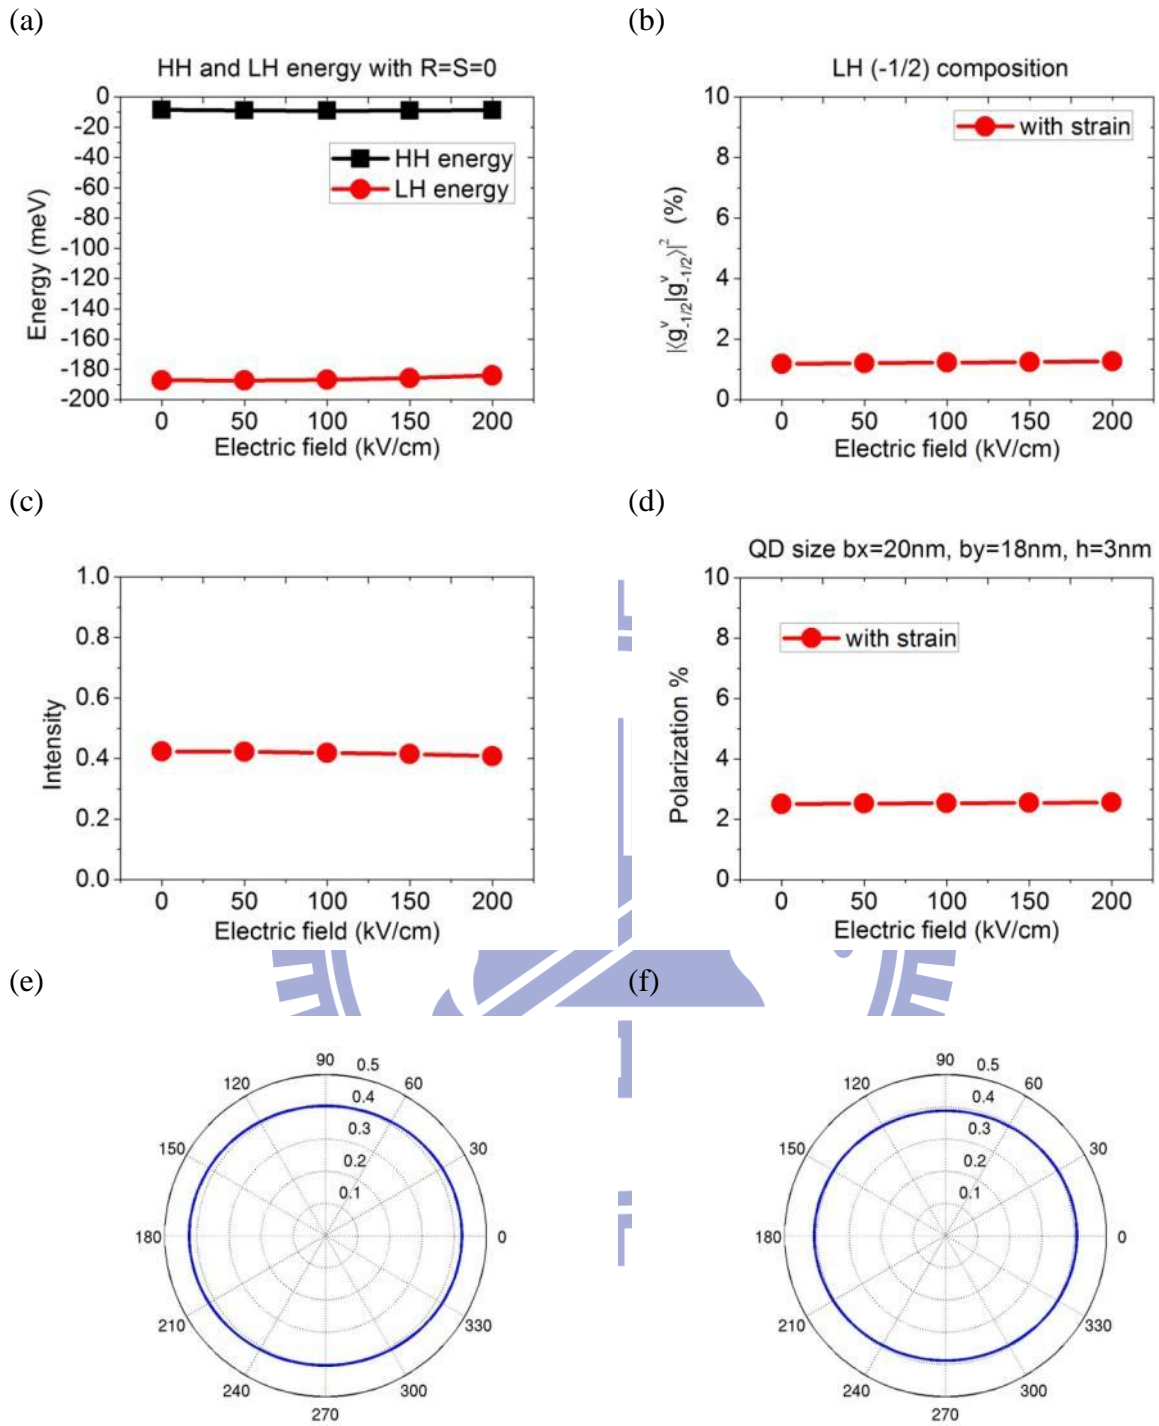 (a)
HH and LH energy with R=S=0
0
-20
-40
-60
-80
-100
-120
-140
-160
-180
-200
Energy (meV)
HH energy
LH energy
0 50 100 150 200
Electric field (kV/cm)
(b)
LH (-1/2) composition
10
8
6
4
2
0
|⟨g^v_{-1/2}|g^v_{-1/2}⟩|^2 (%)
with strain
0 50 100 150 200
Electric field (kV/cm)
(c)
1.0
0.8
0.6
0.4
0.2
0.0
Intensity
0 50 100 150 200
Electric field (kV/cm)
(d)
QD size bx=20nm, by=18nm, h=3nm
10
8
6
4
2
0
Polarization %
with strain
0 50 100 150 200
Electric field (kV/cm)
(e)
90
120 60
150 30
180 0
210 330
240 300
270
0.5
0.4
0.3
0.2
0.1
(f)
90
120 60
150 30
180 0
210 330
240 300
270
0.5
0.4
0.3
0.2
0.1